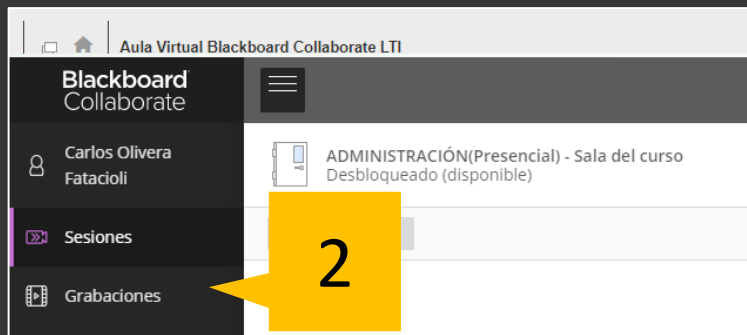 Aula Virtual Blackboard Collaborate LTI
Blackboard
Collaborate
Carlos Olivera
Fatacioli
ADMINISTRACIÓN(Presencial) - Sala del curso
Desbloqueado (disponible)
Sesiones
2
Grabaciones